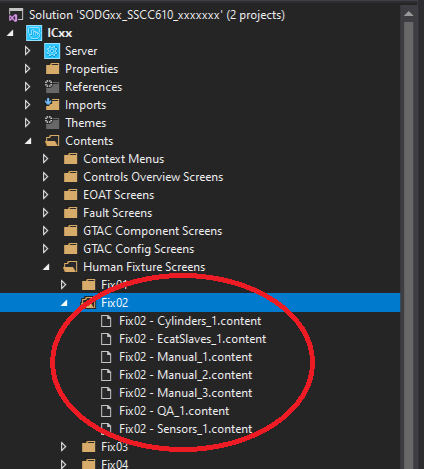 Solution 'SODGxx_SSCC610_xxxxxxx' (2 projects)
ICxx
Server
Properties
References
Imports
Themes
Contents
Context Menus
Controls Overview Screens
EOAT Screens
Fault Screens
GTAC Component Screens
GTAC Config Screens
Human Fixture Screens
Fix01
Fix02
Fix02 - Cylinders_1.content
Fix02 - EcatSlaves_1.content
Fix02 - Manual_1.content
Fix02 - Manual_2.content
Fix02 - Manual_3.content
Fix02 - QA_1.content
Fix02 - Sensors_1.content
Fix03
Fix04